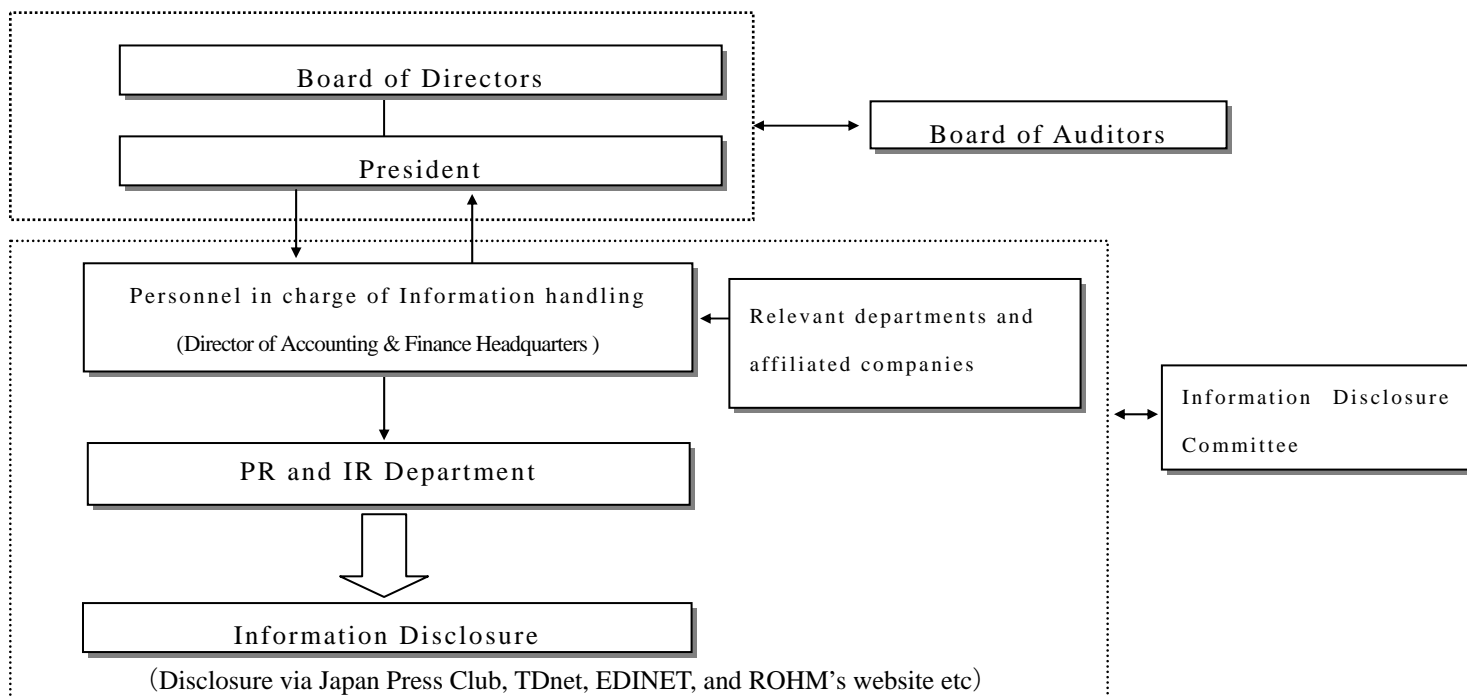 Board of Directors
President
Board of Auditors
Personnel in charge of Information handling
(Director of Accounting & Finance Headquarters )
Relevant departments and
affiliated companies
Information Disclosure
Committee
PR and IR Department
Information Disclosure
(Disclosure via Japan Press Club, TDnet, EDINET, and ROHM's website etc)